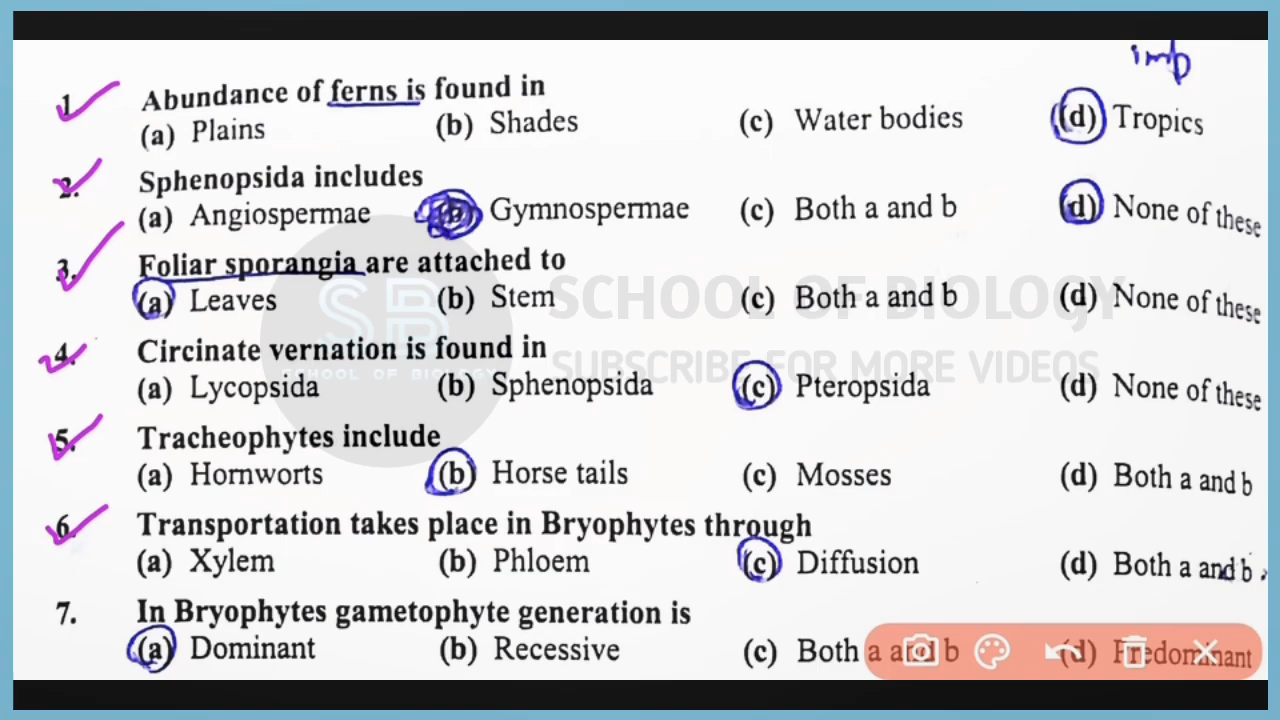 imp
1. Abundance of ferns is found in
(a) Plains (b) Shades (c) Water bodies (d) Tropics
2. Sphenopsida includes
(a) Angiospermae (b) Gymnospermae (c) Both a and b (d) None of these
3. Foliar sporangia are attached to
(a) Leaves (b) Stem (c) Both a and b (d) None of these
SB
SCHOOL OF BIOLOGY
SCHOOL OF BIOLOGY
SUBSCRIBE FOR MORE VIDEOS
4. Circinate vernation is found in
(a) Lycopsida (b) Sphenopsida (c) Pteropsida (d) None of these
5. Tracheophytes include
(a) Hornworts (b) Horse tails (c) Mosses (d) Both a and b
6. Transportation takes place in Bryophytes through
(a) Xylem (b) Phloem (c) Diffusion (d) Both a and b
7. In Bryophytes gametophyte generation is
(a) Dominant (b) Recessive (c) Both a and b (d) Predominant